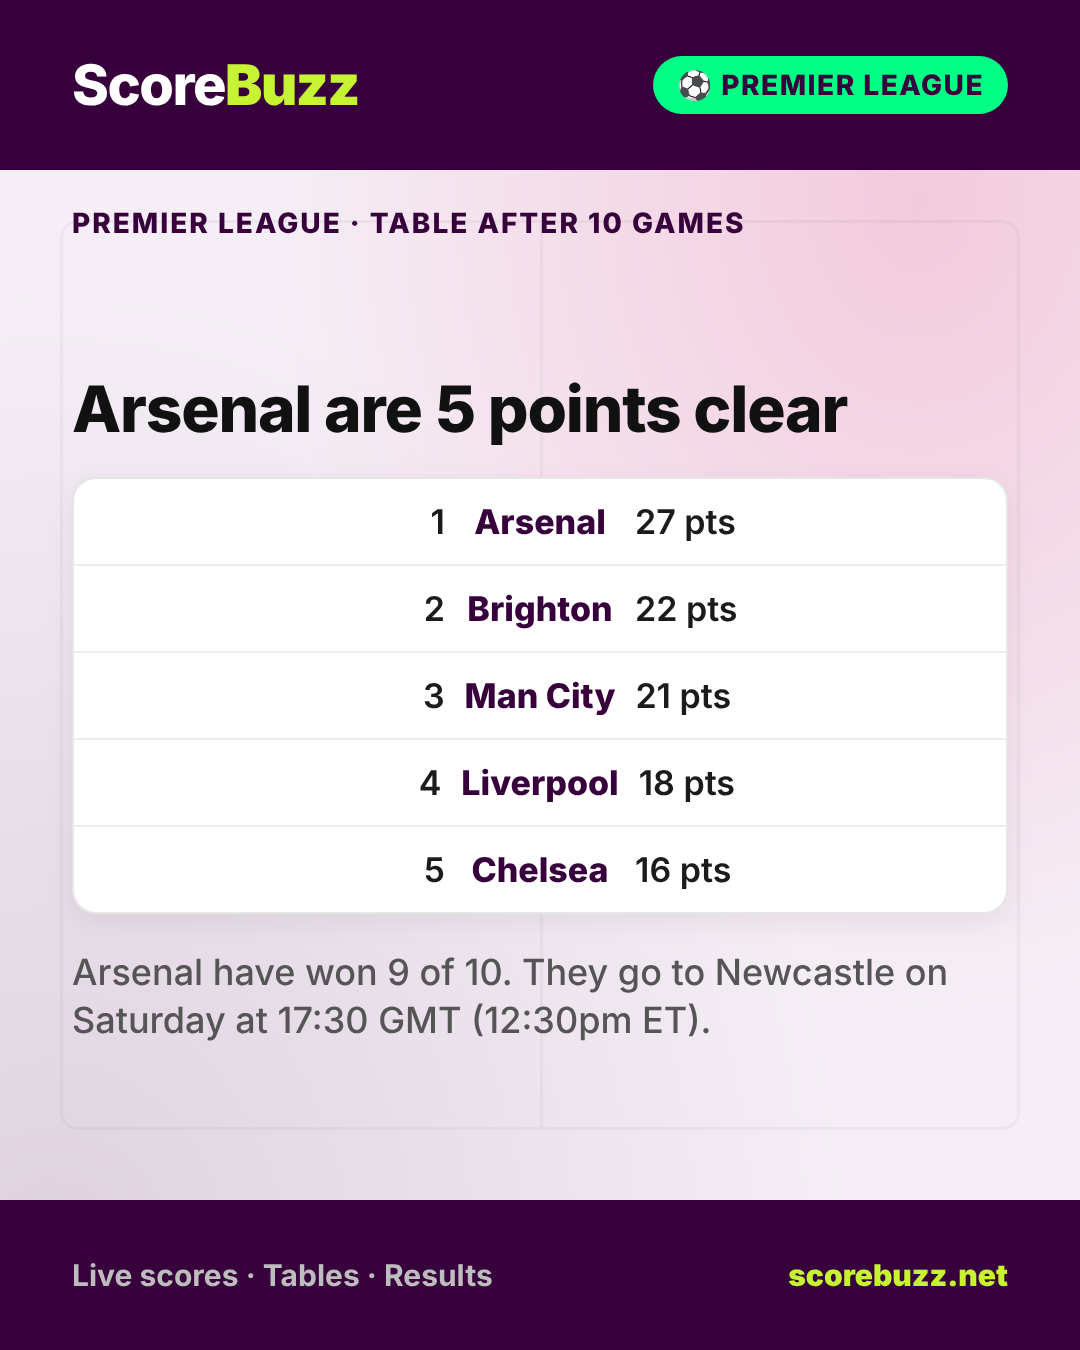 ScoreBuzz
⚽ PREMIER LEAGUE
PREMIER LEAGUE · TABLE AFTER 10 GAMES
Arsenal are 5 points clear
1 Arsenal 27 pts
2 Brighton 22 pts
3 Man City 21 pts
4 Liverpool 18 pts
5 Chelsea 16 pts
Arsenal have won 9 of 10. They go to Newcastle on
Saturday at 17:30 GMT (12:30pm ET).
Live scores · Tables · Results
scorebuzz.net